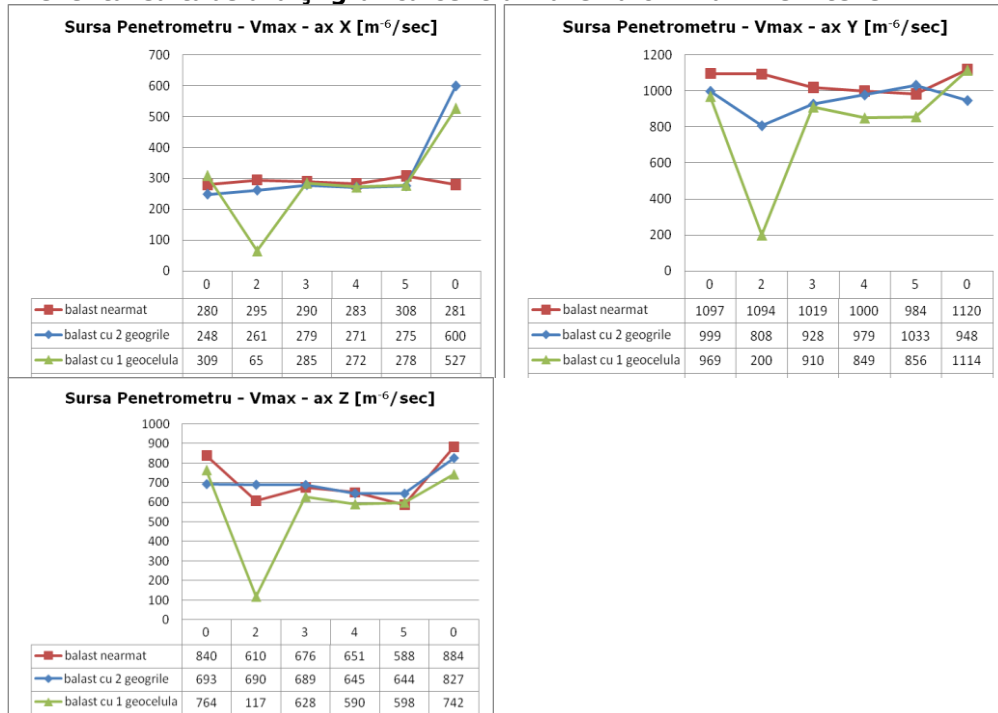 Sursa Penetrometru - Vmax - ax X [m⁻⁶/sec]
700
600
500
400
300
200
100
0
0 2 3 4 5 0
balast nearmat 280 295 290 283 308 281
balast cu 2 geogrile 248 261 279 271 275 600
balast cu 1 geocelula 309 65 285 272 278 527
Sursa Penetrometru - Vmax - ax Y [m⁻⁶/sec]
1200
1000
800
600
400
200
0
0 2 3 4 5 0
balast nearmat 1097 1094 1019 1000 984 1120
balast cu 2 geogrile 999 808 928 979 1033 948
balast cu 1 geocelula 969 200 910 849 856 1114
Sursa Penetrometru - Vmax - ax Z [m⁻⁶/sec]
1000
900
800
700
600
500
400
300
200
100
0
0 2 3 4 5 0
balast nearmat 840 610 676 651 588 884
balast cu 2 geogrile 693 690 689 645 644 827
balast cu 1 geocelula 764 117 628 590 598 742